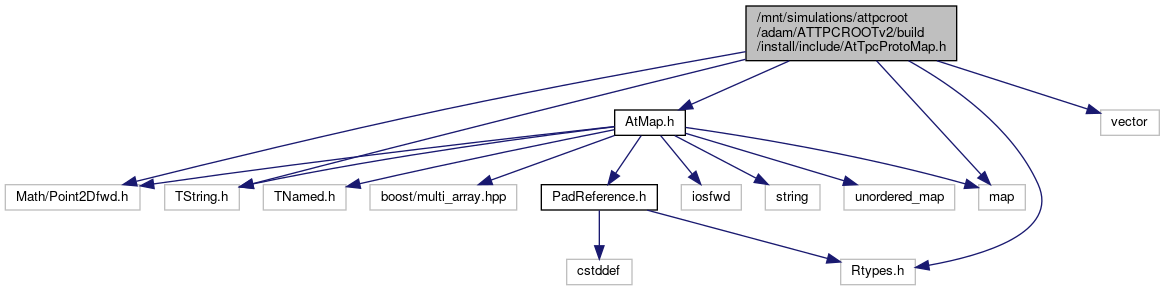 /mnt/simulations/attpcroot
/adam/ATTPCROOTv2/build
/install/include/AtTpcProtoMap.h
AtMap.h
vector
Math/Point2Dfwd.h
TString.h
TNamed.h
boost/multi_array.hpp
PadReference.h
iosfwd
string
unordered_map
map
cstddef
Rtypes.h